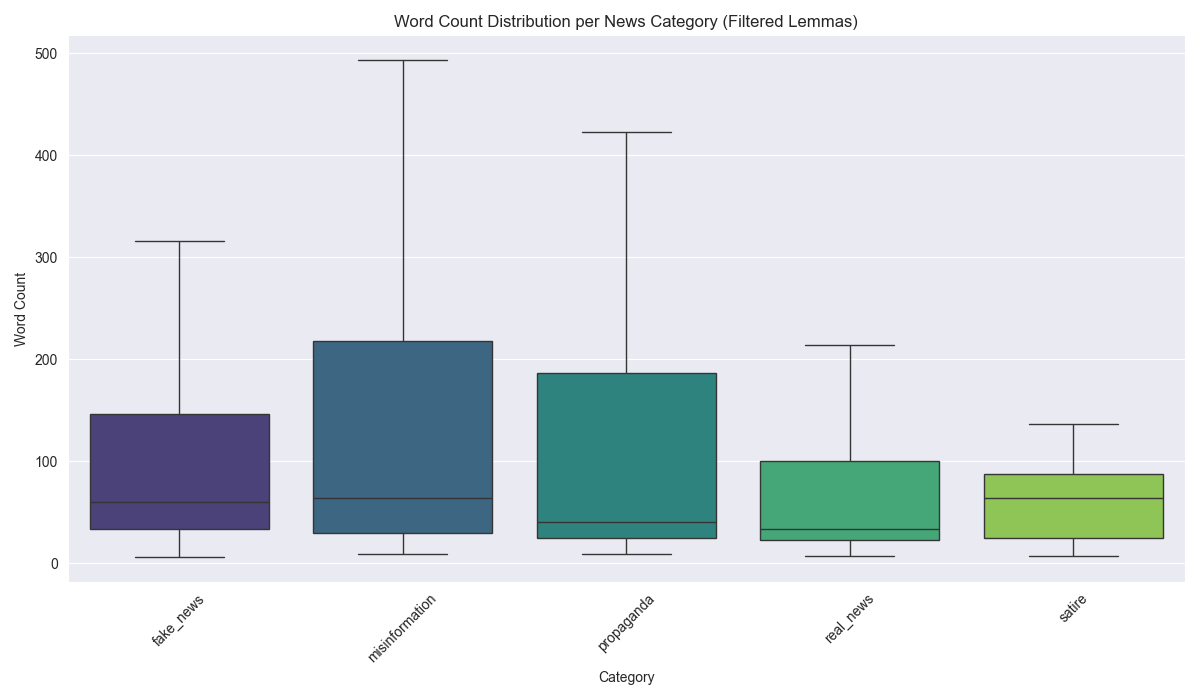 Word Count Distribution per News Category (Filtered Lemmas)
500
400
300
200
100
0
Word Count
fake_news
misinformation
propaganda
real_news
satire
Category